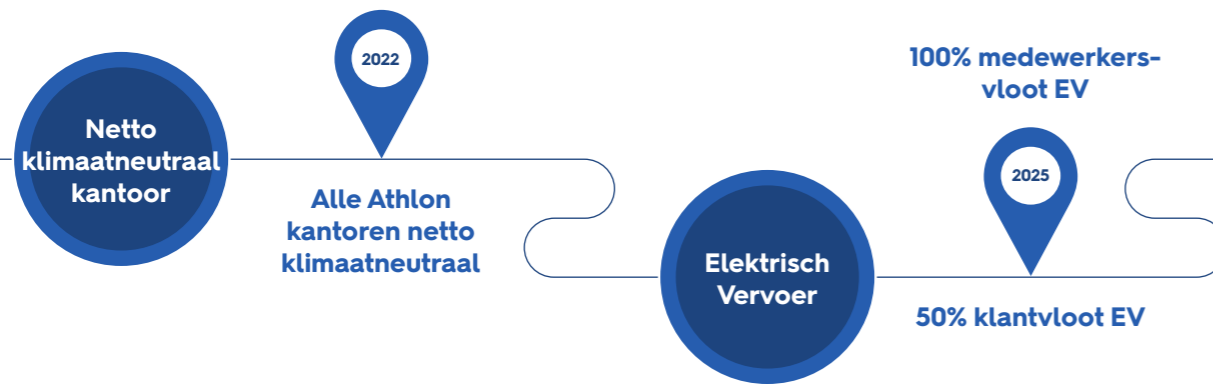 Netto
klimaatneutraal
kantoor
2022
Alle Athlon
kantoren netto
klimaatneutraal
Elektrisch
Vervoer
100% medewerkers-
vloot EV
2025
50% klantvloot EV